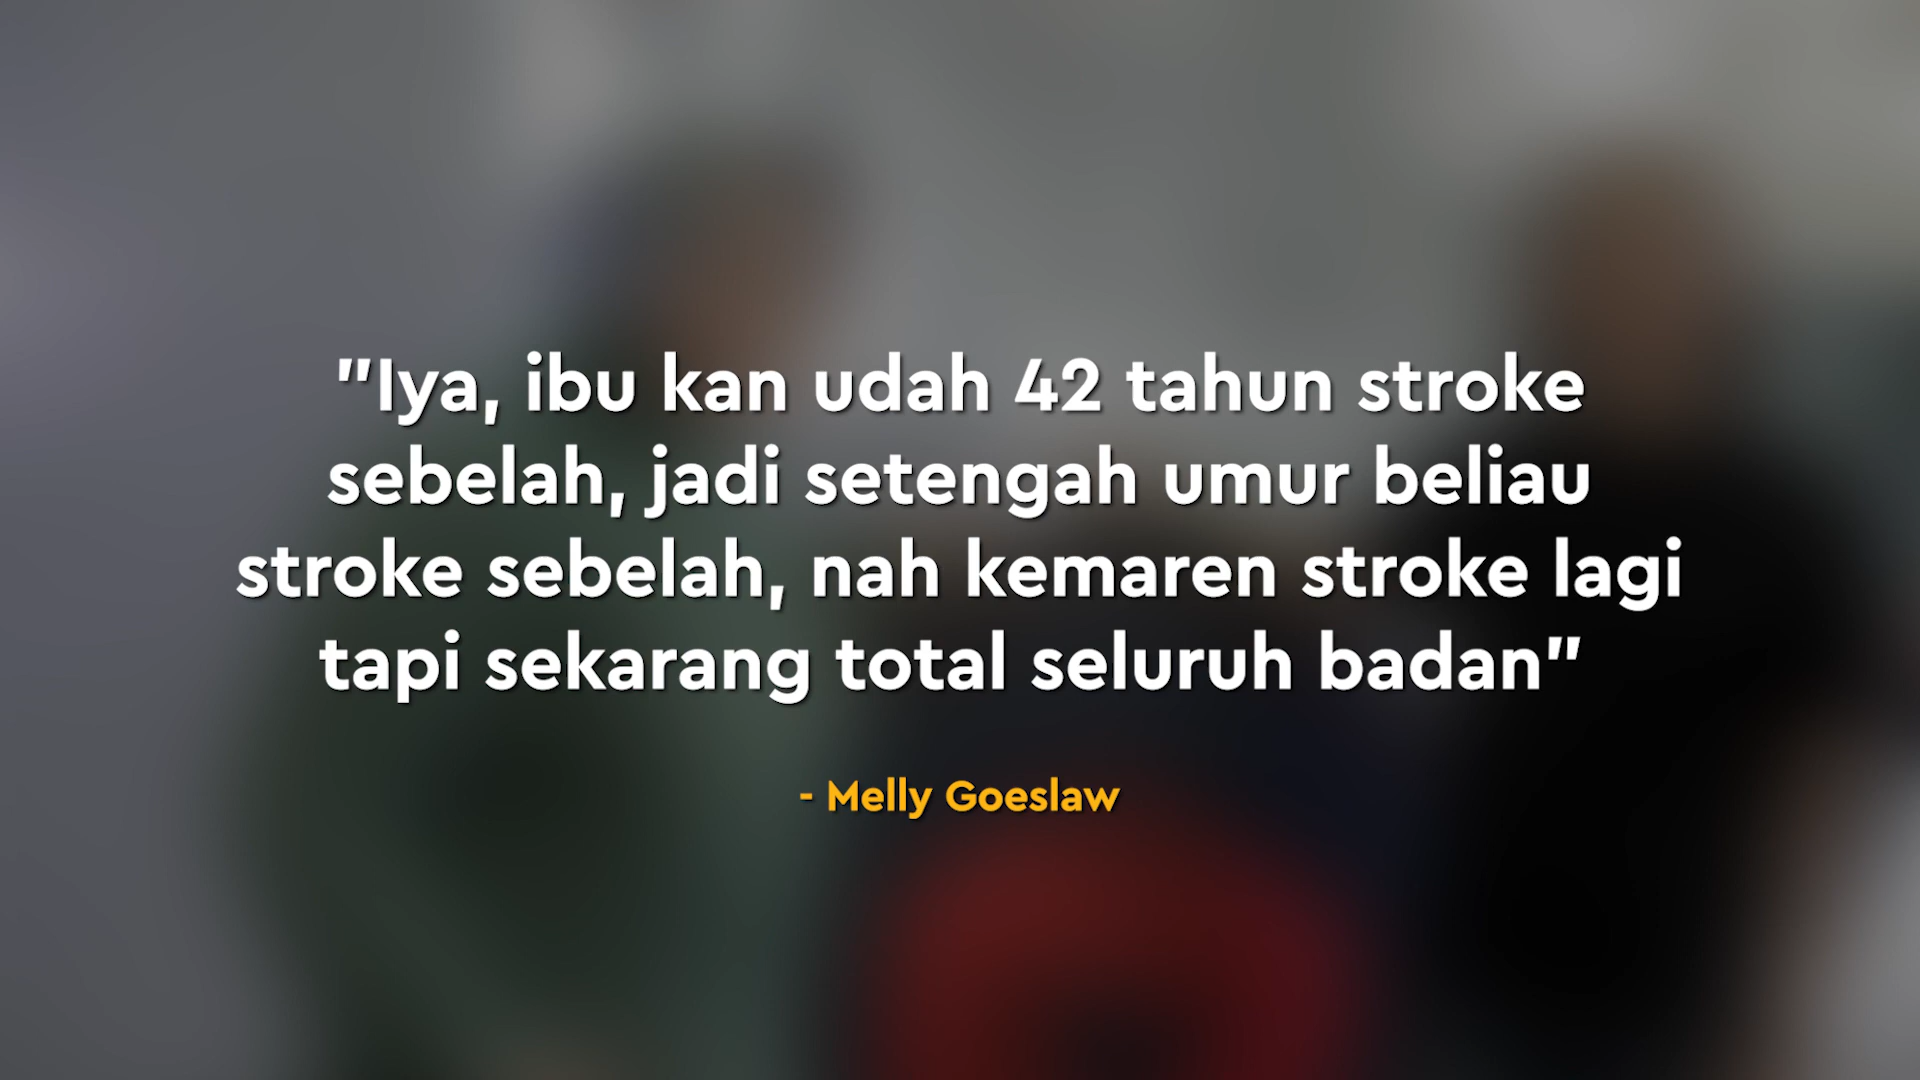 "Iya, ibu kan udah 42 tahun stroke
sebelah, jadi setengah umur beliau
stroke sebelah, nah kemaren stroke lagi
tapi sekarang total seluruh badan"
- Melly Goeslaw